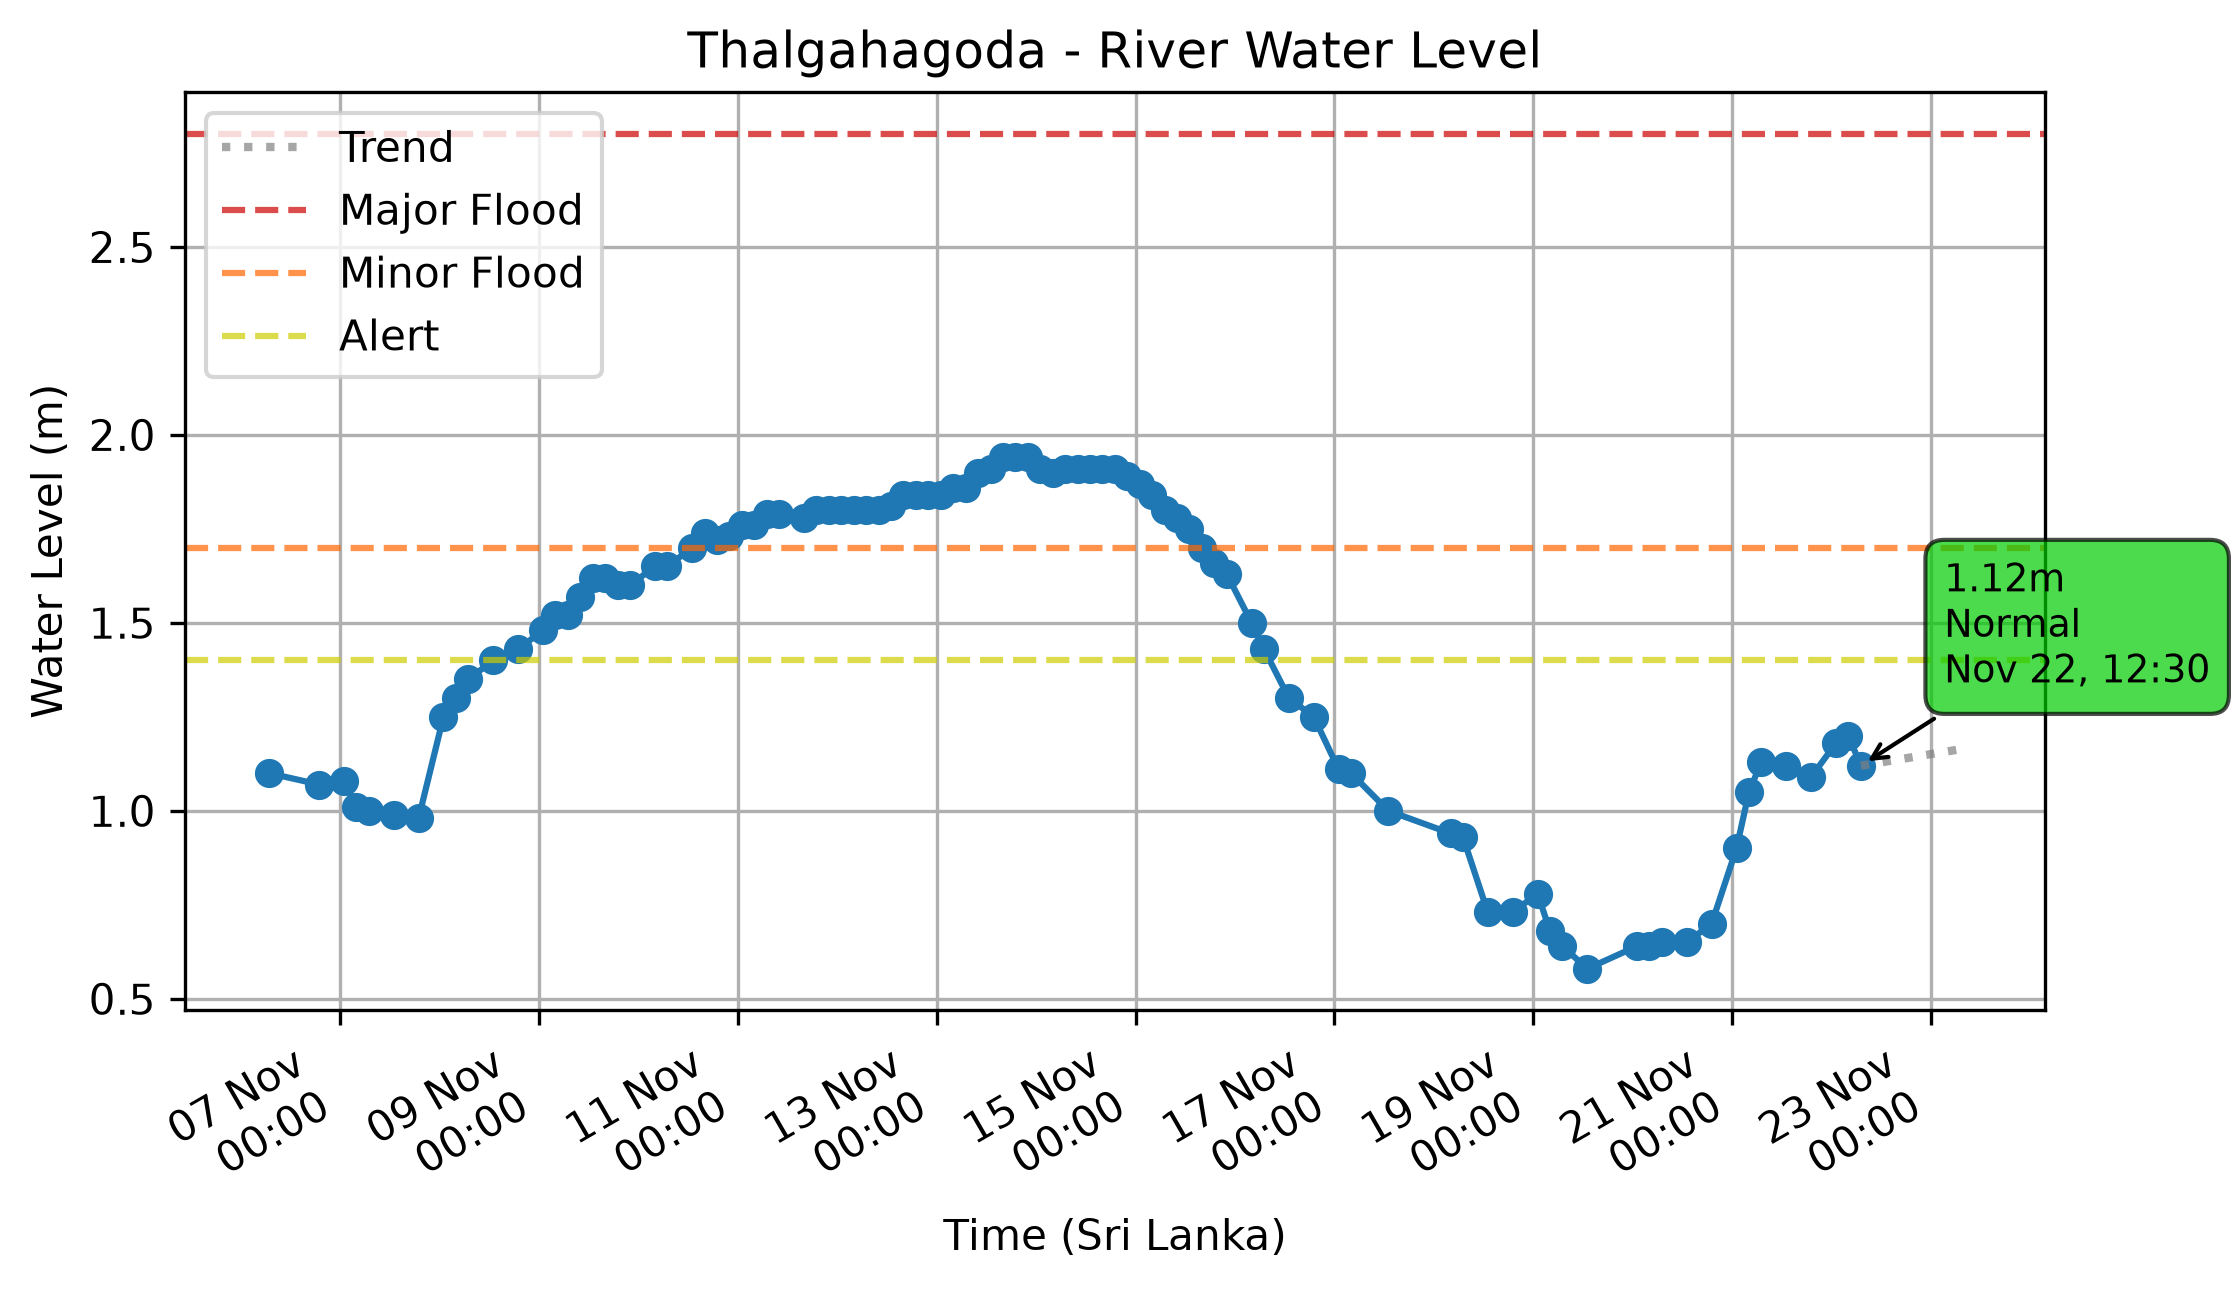 Thalgahagoda - River Water Level
Trend
Major Flood
Minor Flood
Alert
Water Level (m)
2.5
2.0
1.5
1.0
0.5
1.12m
Normal
Nov 22, 12:30
07 Nov
00:00
09 Nov
00:00
11 Nov
00:00
13 Nov
00:00
15 Nov
00:00
17 Nov
00:00
19 Nov
00:00
21 Nov
00:00
23 Nov
00:00
Time (Sri Lanka)